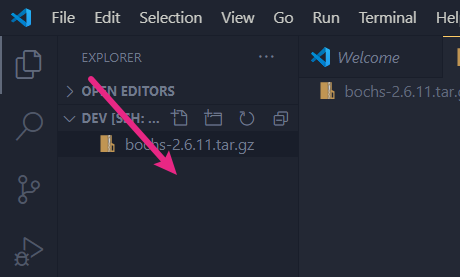 File Edit Selection View Go Run Terminal
EXPLORER ...
Welcome
OPEN EDITORS
bochs-2.6.11.tar.g
DEV [SSH: ...
bochs-2.6.11.tar.gz